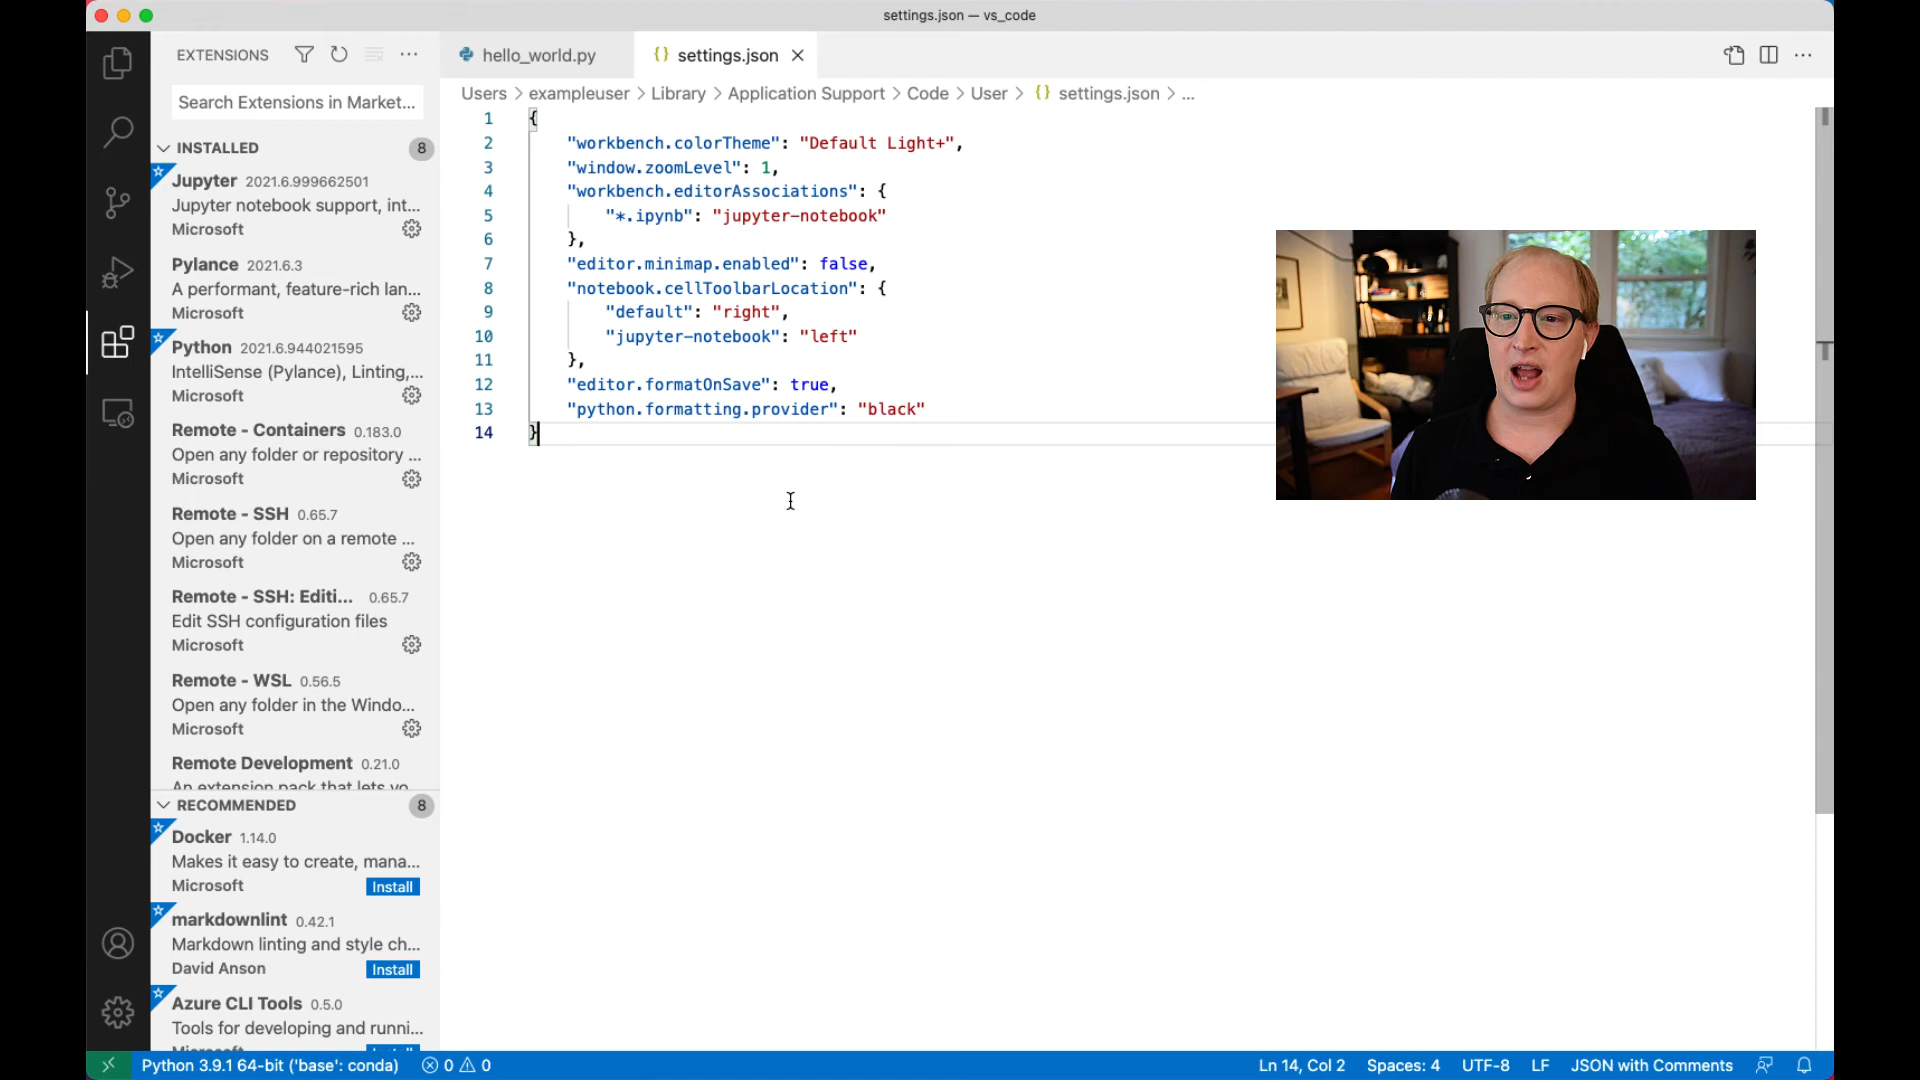 settings.json — vs_code
EXTENSIONS
hello_world.py
{} settings.json
Search Extensions in Market...
Users > exampleuser > Library > Application Support > Code > User > {} settings.json > ...
INSTALLED 8
Jupyter 2021.6.999662501
Jupyter notebook support, int...
Microsoft
Pylance 2021.6.3
A performant, feature-rich lan...
Microsoft
Python 2021.6.944021595
IntelliSense (Pylance), Linting,...
Microsoft
Remote - Containers 0.183.0
Open any folder or repository ...
Microsoft
Remote - SSH 0.65.7
Open any folder on a remote ...
Microsoft
Remote - SSH: Editi... 0.65.7
Edit SSH configuration files
Microsoft
Remote - WSL 0.56.5
Open any folder in the Windo...
Microsoft
Remote Development 0.21.0
An extension pack that lets yo
RECOMMENDED 8
Docker 1.14.0
Makes it easy to create, mana...
Microsoft Install
markdownlint 0.42.1
Markdown linting and style ch...
David Anson Install
Azure CLI Tools 0.5.0
Tools for developing and runni...
Microsoft Install
1 {
2 "workbench.colorTheme": "Default Light+",
3 "window.zoomLevel": 1,
4 "workbench.editorAssociations": {
5 "*.ipynb": "jupyter-notebook"
6 },
7 "editor.minimap.enabled": false,
8 "notebook.cellToolbarLocation": {
9 "default": "right",
10 "jupyter-notebook": "left"
11 },
12 "editor.formatOnSave": true,
13 "python.formatting.provider": "black"
14 }
Python 3.9.1 64-bit ('base': conda) 0 0
Ln 14, Col 2 Spaces: 4 UTF-8 LF JSON with Comments